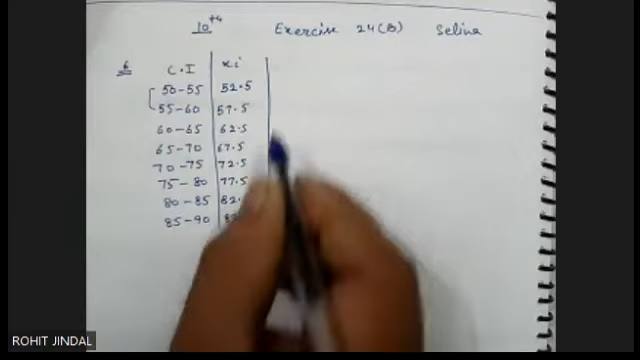 10th Exercise 24(B) Selina
6 C.I xi
50-55 52.5
55-60 57.5
60-65 62.5
65-70 67.5
70-75 72.5
75-80 77.5
80-85 82.
85-90
ROHIT JINDAL